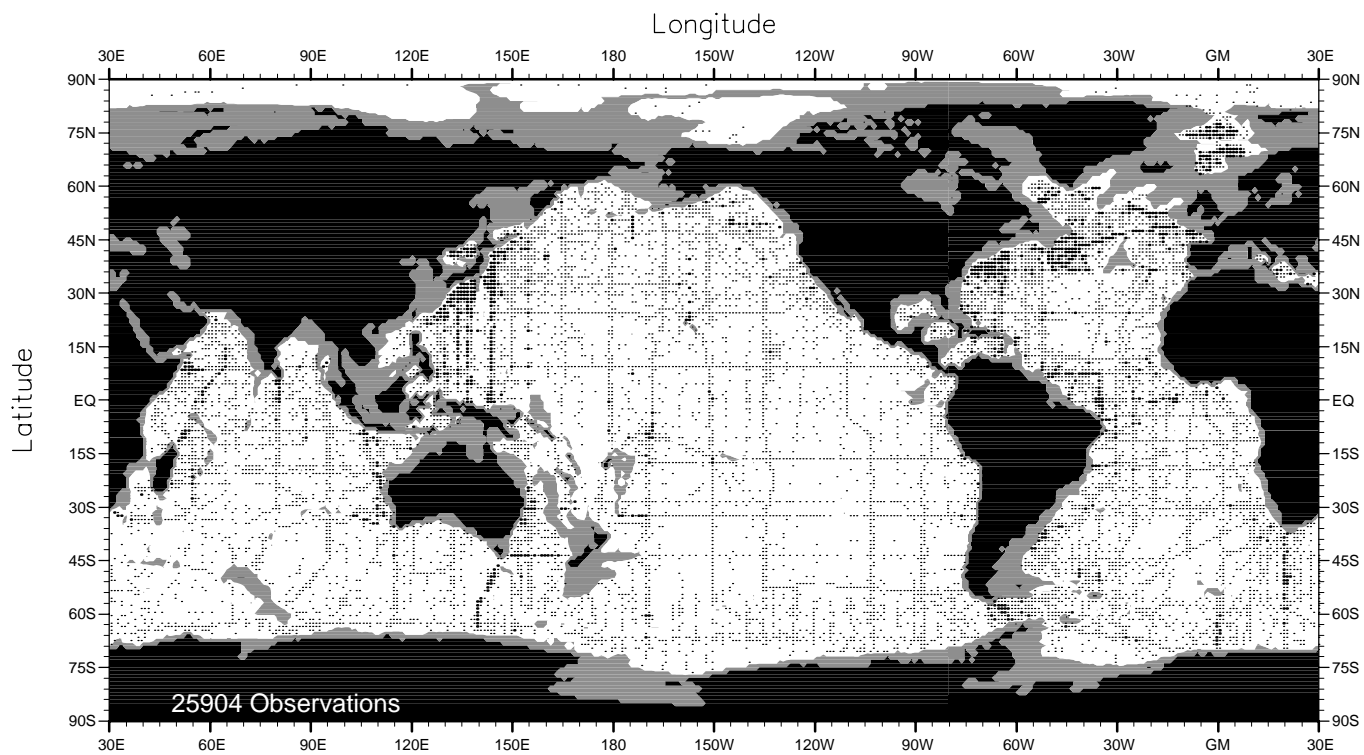 Longitude
30E 60E 90E 120E 150E 180 150W 120W 90W 60W 30W GM 30E
90N 90N
75N 75N
60N 60N
45N 45N
30N 30N
15N 15N
Latitude
EQ EQ
15S 15S
30S 30S
45S 45S
60S 60S
75S 75S
25904 Observations
90S 90S
30E 60E 90E 120E 150E 180 150W 120W 90W 60W 30W GM 30E